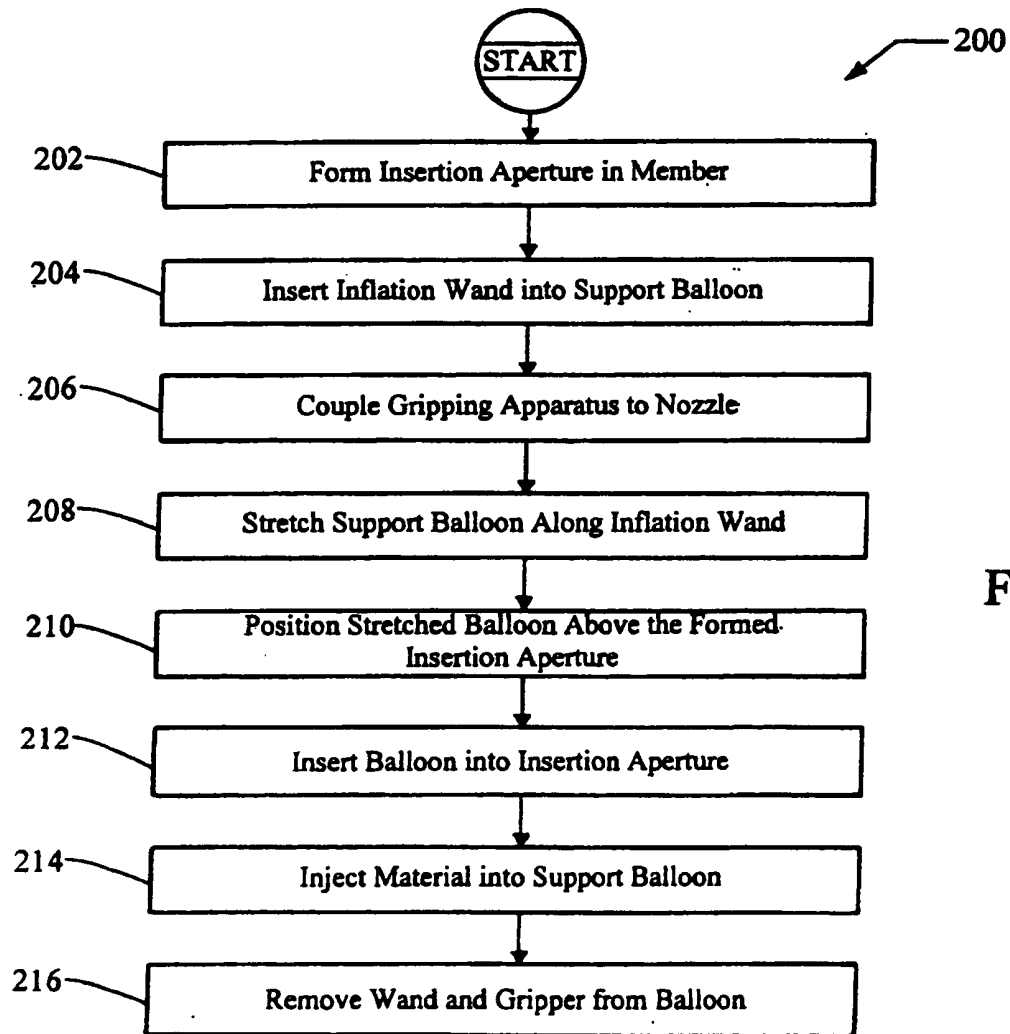 START
200
202
Form Insertion Aperture in Member
204
Insert Inflation Wand into Support Balloon
206
Couple Gripping Apparatus to Nozzle
208
Stretch Support Balloon Along Inflation Wand
F
210
Position Stretched Balloon Above the Formed
Insertion Aperture
212
Insert Balloon into Insertion Aperture
214
Inject Material into Support Balloon
216
Remove Wand and Gripper from Balloon